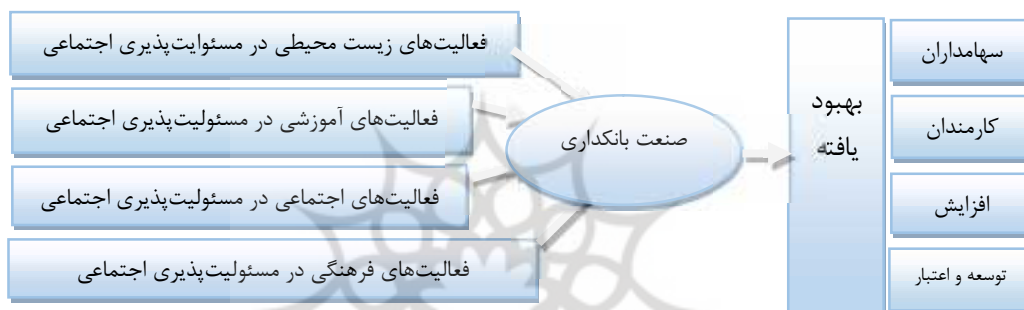 فعالیت‌های زیست محیطی در مسئوایت‌پذیری اجتماعی
فعالیت‌های آموزشی در مسئولیت‌پذیری اجتماعی
فعالیت‌های اجتماعی در مسئولیت‌پذیری اجتماعی
فعالیت‌های فرهنگی در مسئولیت‌پذیری اجتماعی
صنعت بانکداری
بهبود
یافته
سهامداران
کارمندان
افزایش
توسعه و اعتبار